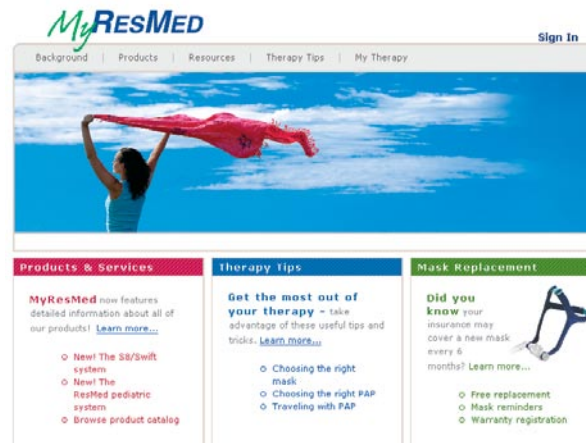 MyResMed
Sign In
Background | Products | Resources | Therapy Tips | My Therapy
Products & Services
MyResMed now features
detailed information about all of
our products! Learn more...
New! The S8/Swift
system
New! The
ResMed pediatric
system
Browse product catalog
Therapy Tips
Get the most out of
your therapy - take
advantage of these useful tips and
tricks. Learn more...
Choosing the right
mask
Choosing the right PAP
Traveling with PAP
Mask Replacement
Did you
know your
insurance may
cover a new mask
every 6
months? Learn more...
Free replacement
Mask reminders
Warranty registration